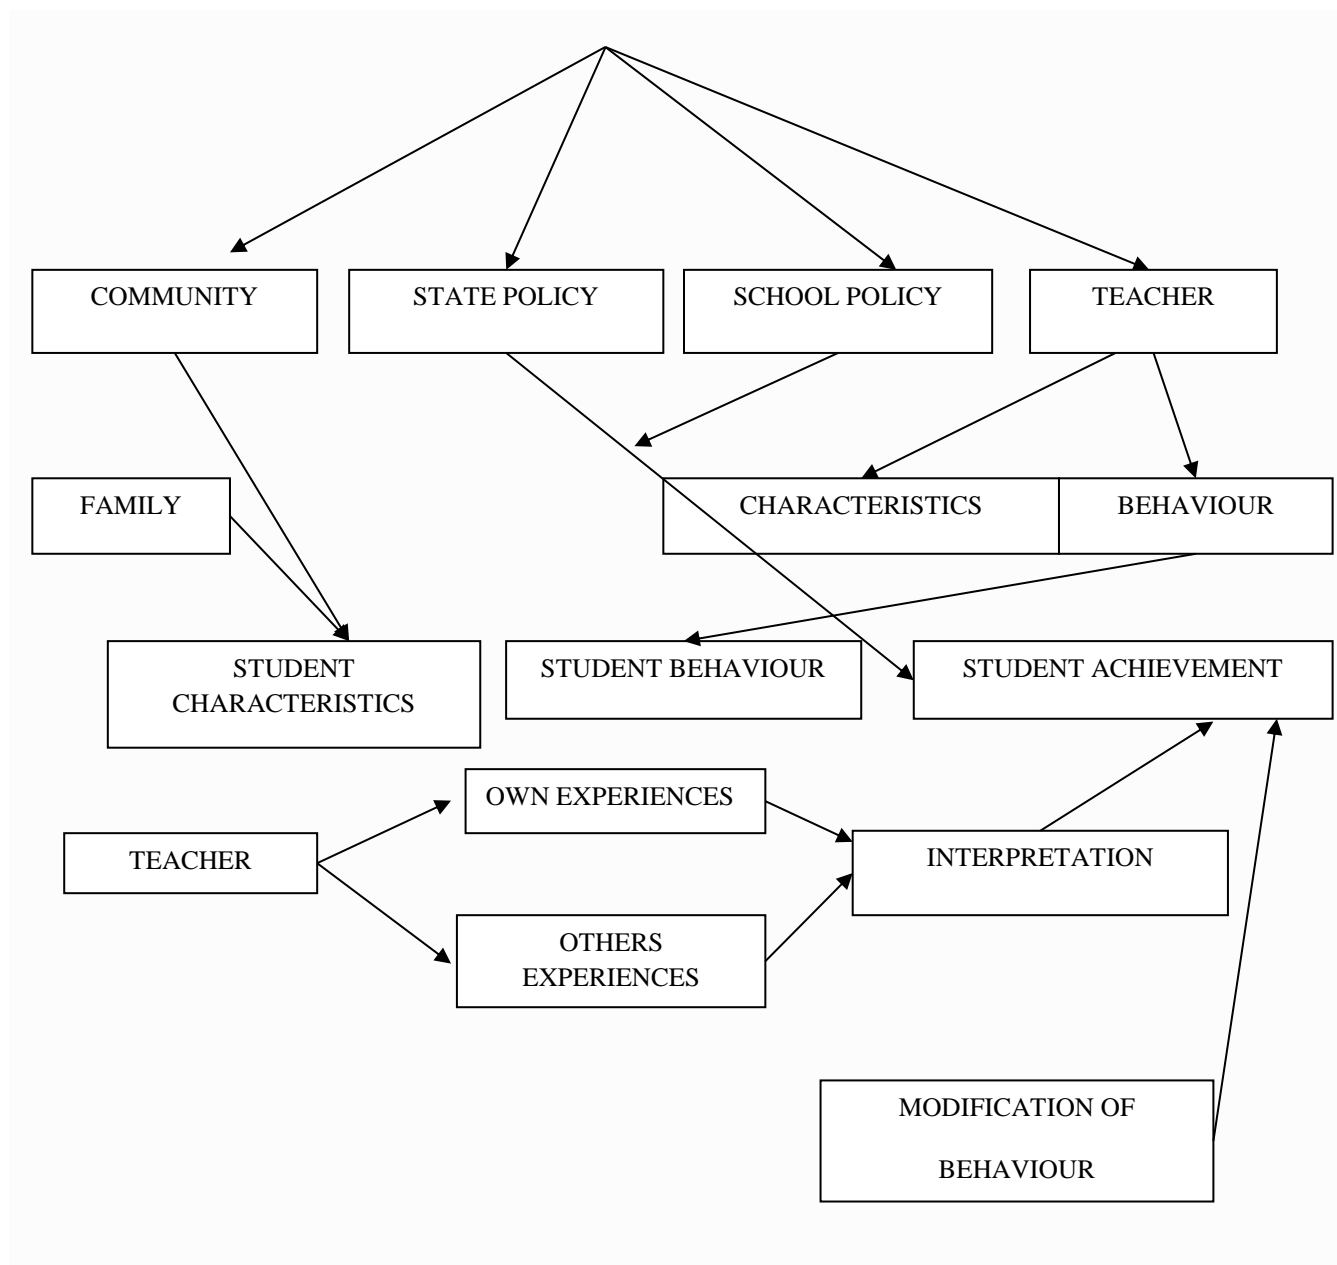 COMMUNITY
STATE POLICY
SCHOOL POLICY
TEACHER
FAMILY
CHARACTERISTICS
BEHAVIOUR
STUDENT
CHARACTERISTICS
STUDENT BEHAVIOUR
STUDENT ACHIEVEMENT
OWN EXPERIENCES
TEACHER
INTERPRETATION
OTHERS
EXPERIENCES
MODIFICATION OF
BEHAVIOUR